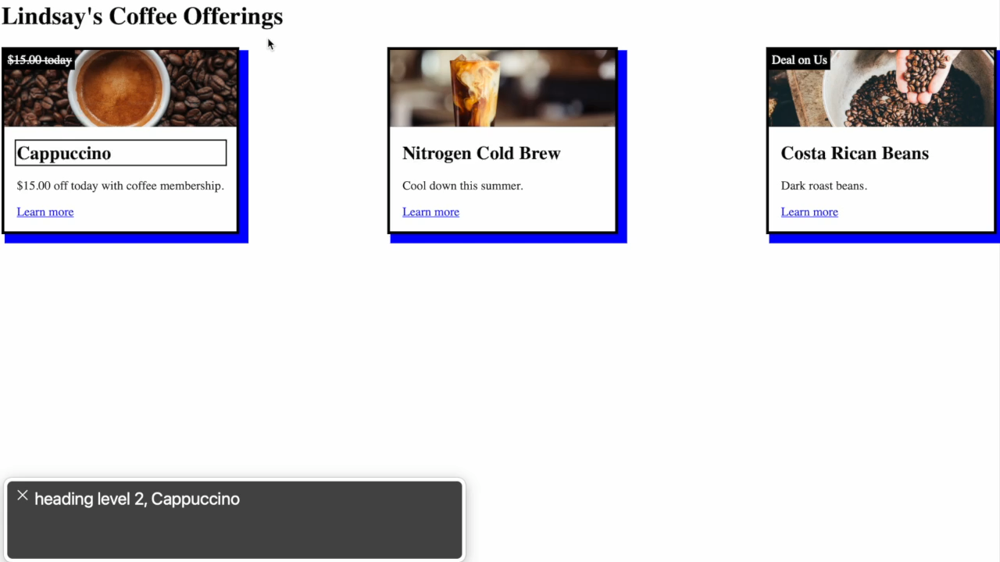 Lindsay's Coffee Offerings
$15.00 today
Cappuccino
$15.00 off today with coffee membership.
Learn more
Nitrogen Cold Brew
Cool down this summer.
Learn more
Deal on Us
Costa Rican Beans
Dark roast beans.
Learn more
heading level 2, Cappuccino